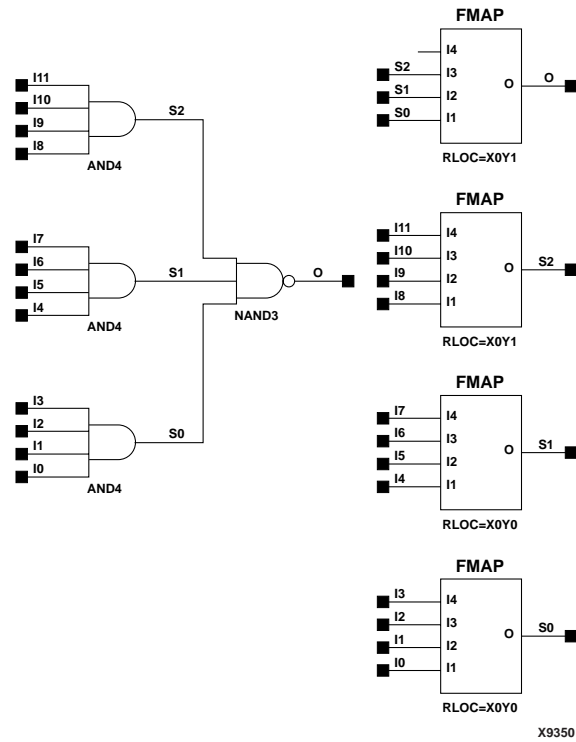 I11
I10
I9
I8
AND4
S2
I7
I6
I5
I4
AND4
S1
I3
I2
I1
I0
AND4
S0
NAND3
O
FMAP
S2
S1
S0
I4
I3
I2
I1
O
O
RLOC=X0Y1
FMAP
I11
I10
I9
I8
I4
I3
I2
I1
O
S2
RLOC=X0Y1
FMAP
I7
I6
I5
I4
I4
I3
I2
I1
O
S1
RLOC=X0Y0
FMAP
I3
I2
I1
I0
I4
I3
I2
I1
O
S0
RLOC=X0Y0
X9350